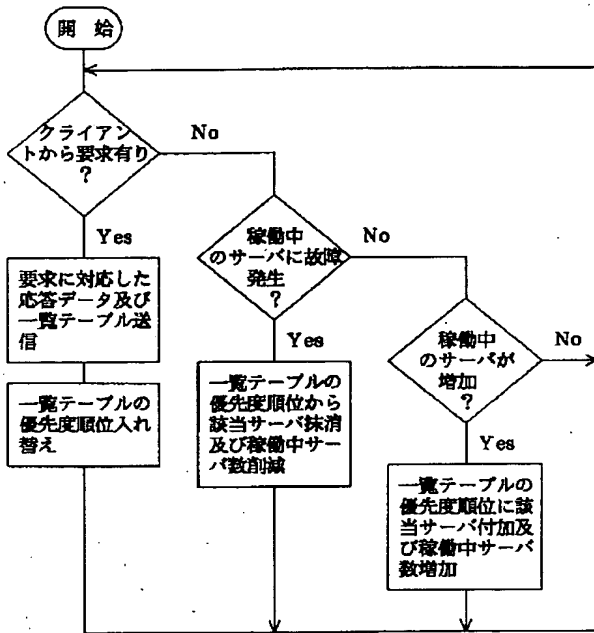 開 始
クライアン
トから要求有り
?
No
Yes
要求に対応した
応答データ及び
一覧テーブル送
信
一覧テーブルの
優先度順位入れ
替え
稼働中
のサーバに故障
発生
?
No
Yes
一覧テーブルの
優先度順位から
該当サーバ抹消
及び稼働中サー
バ数削減
稼働中
のサーバが
増加
?
No
Yes
一覧テーブルの
優先度順位に該
当サーバ付加及
び稼働中サーバ
数増加